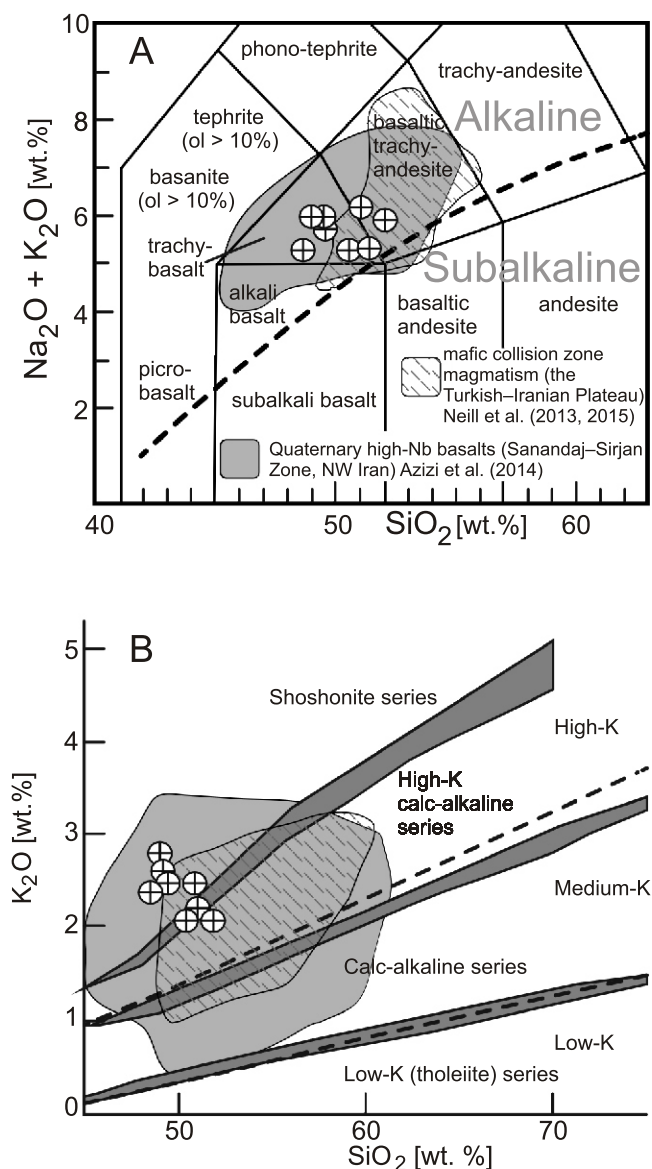 A
10
phono-tephrite
trachy-andesite
8
tephrite
(ol > 10%)
basaltic
trachy-
andesite
Alkaline
basanite
(ol > 10%)
6
trachy-
basalt
Subalkaline
alkali
basalt
4
basaltic
andesite
andesite
picro-
basalt
subalkali basalt
mafic collision zone
magmatism (the
Turkish–Iranian Plateau)
Neill et al. (2013, 2015)
2
Quaternary high-Nb basalts (Sanandaj–Sirjan
Zone, NW Iran) Azizi et al. (2014)
Na2O + K2O [wt.%]
40
50
SiO2 [wt.%]
60
B
5
Shoshonite series
High-K
4
High-K
calc-alkaline
series
3
Medium-K
2
Calc-alkaline series
1
Low-K
Low-K (tholeiite) series
0
K2O [wt.%]
50
60
70
SiO2 [wt. %]